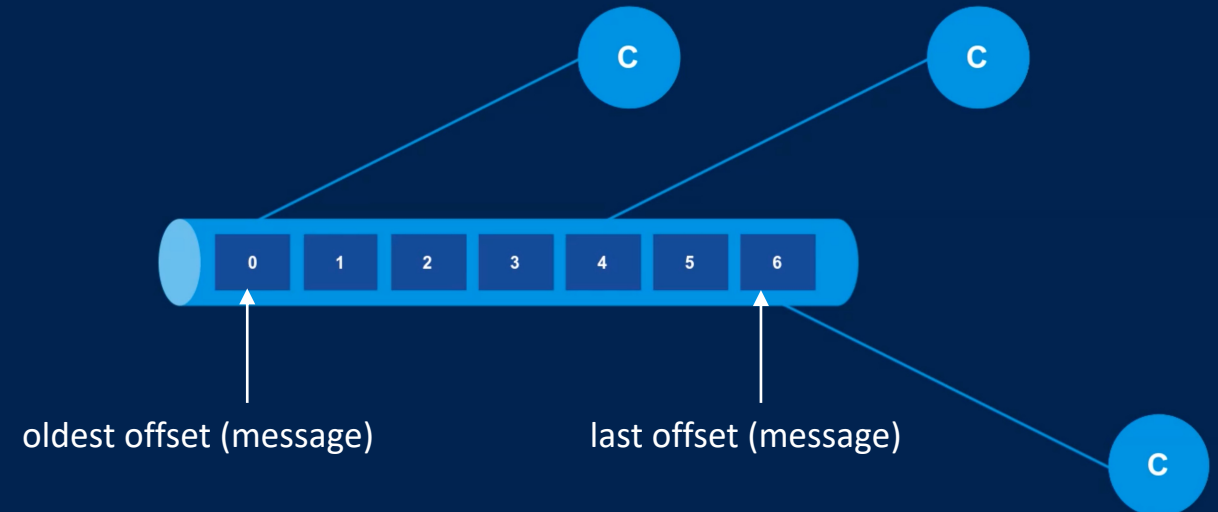 C
C
0 1 2 3 4 5 6
oldest offset (message)
last offset (message)
C